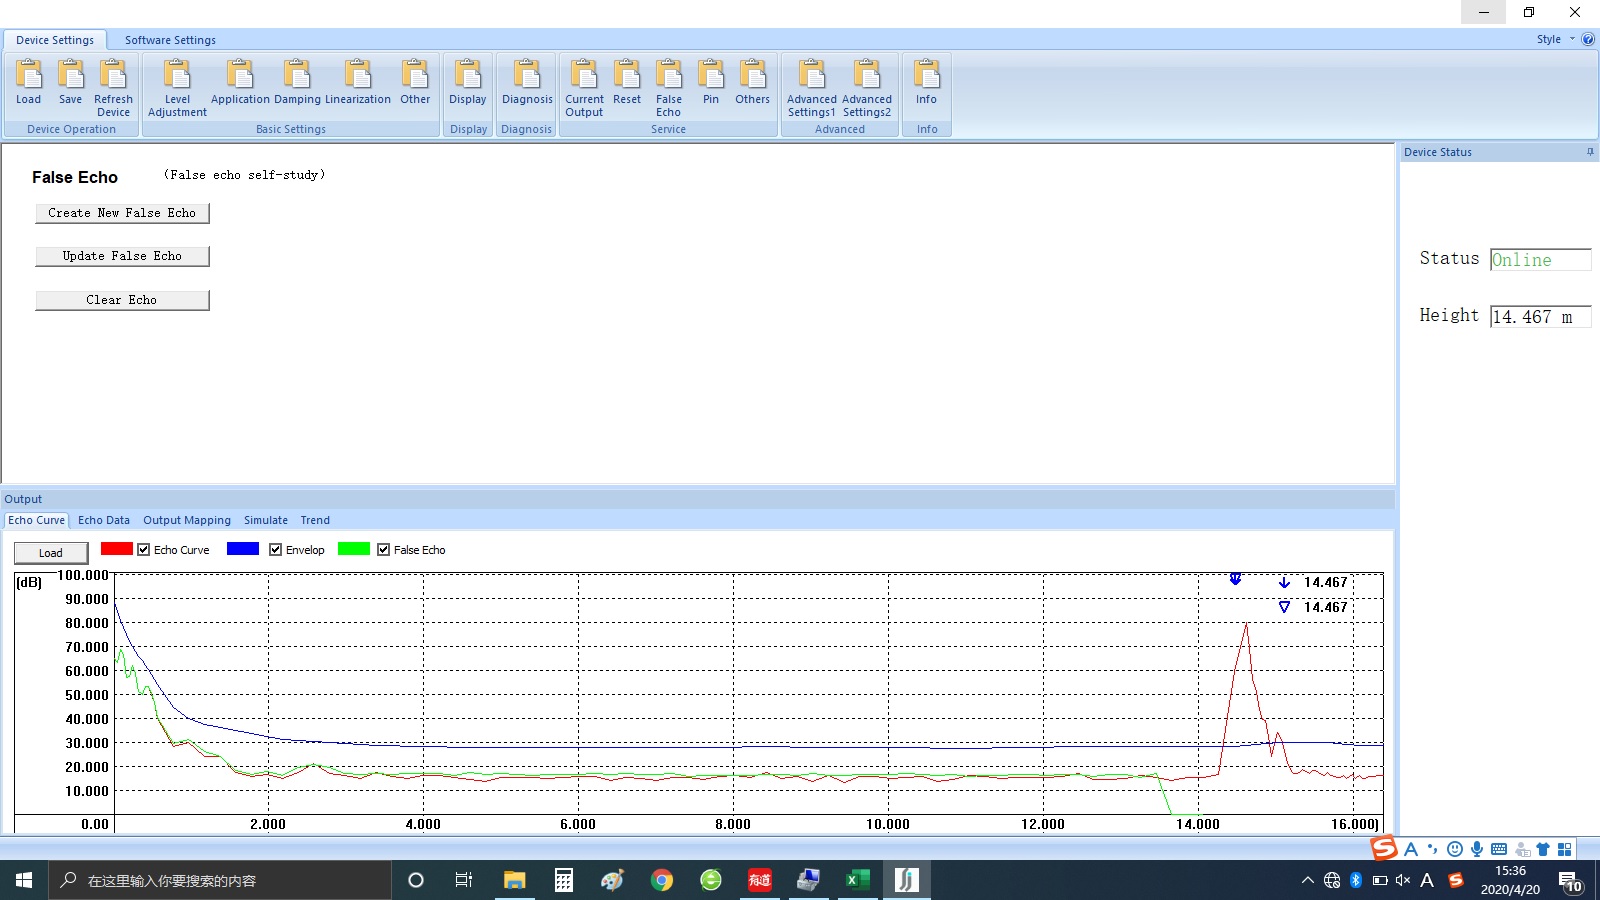 Device Settings
Software Settings
Style
Load
Save
Refresh
Device
Level
Adjustment
Application
Damping
Linearization
Other
Display
Diagnosis
Current
Output
Reset
False
Echo
Pin
Others
Advanced
Settings1
Advanced
Settings2
Info
Device Operation
Basic Settings
Display
Diagnosis
Service
Advanced
Info
False Echo
(False echo self-study)
Create New False Echo
Update False Echo
Clear Echo
Device Status
Status Online
Height 14.467 m
Output
Echo Curve
Echo Data
Output Mapping
Simulate
Trend
Load
Echo Curve
Envelop
False Echo
(dB)
100.000
90.000
80.000
70.000
60.000
50.000
40.000
30.000
20.000
10.000
0.00
2.000
4.000
6.000
8.000
10.000
12.000
14.000
16.000)
14.467
14.467
在这里输入你要搜索的内容
有道
A
A
15:36
2020/4/20
10